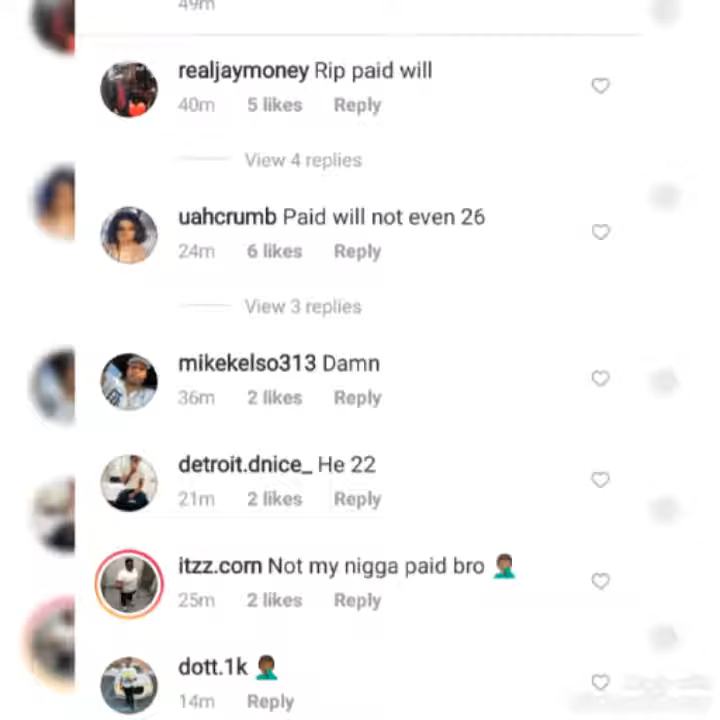 49m
realjaymoney Rip paid will
40m 5 likes Reply
View 4 replies
uahcrumb Paid will not even 26
24m 6 likes Reply
View 3 replies
mikekelso313 Damn
36m 2 likes Reply
detroit.dnice_ He 22
21m 2 likes Reply
itzz.corn Not my nigga paid bro 🤦🏾‍♂️
25m 2 likes Reply
dott.1k 🤦🏾‍♂️
14m Reply